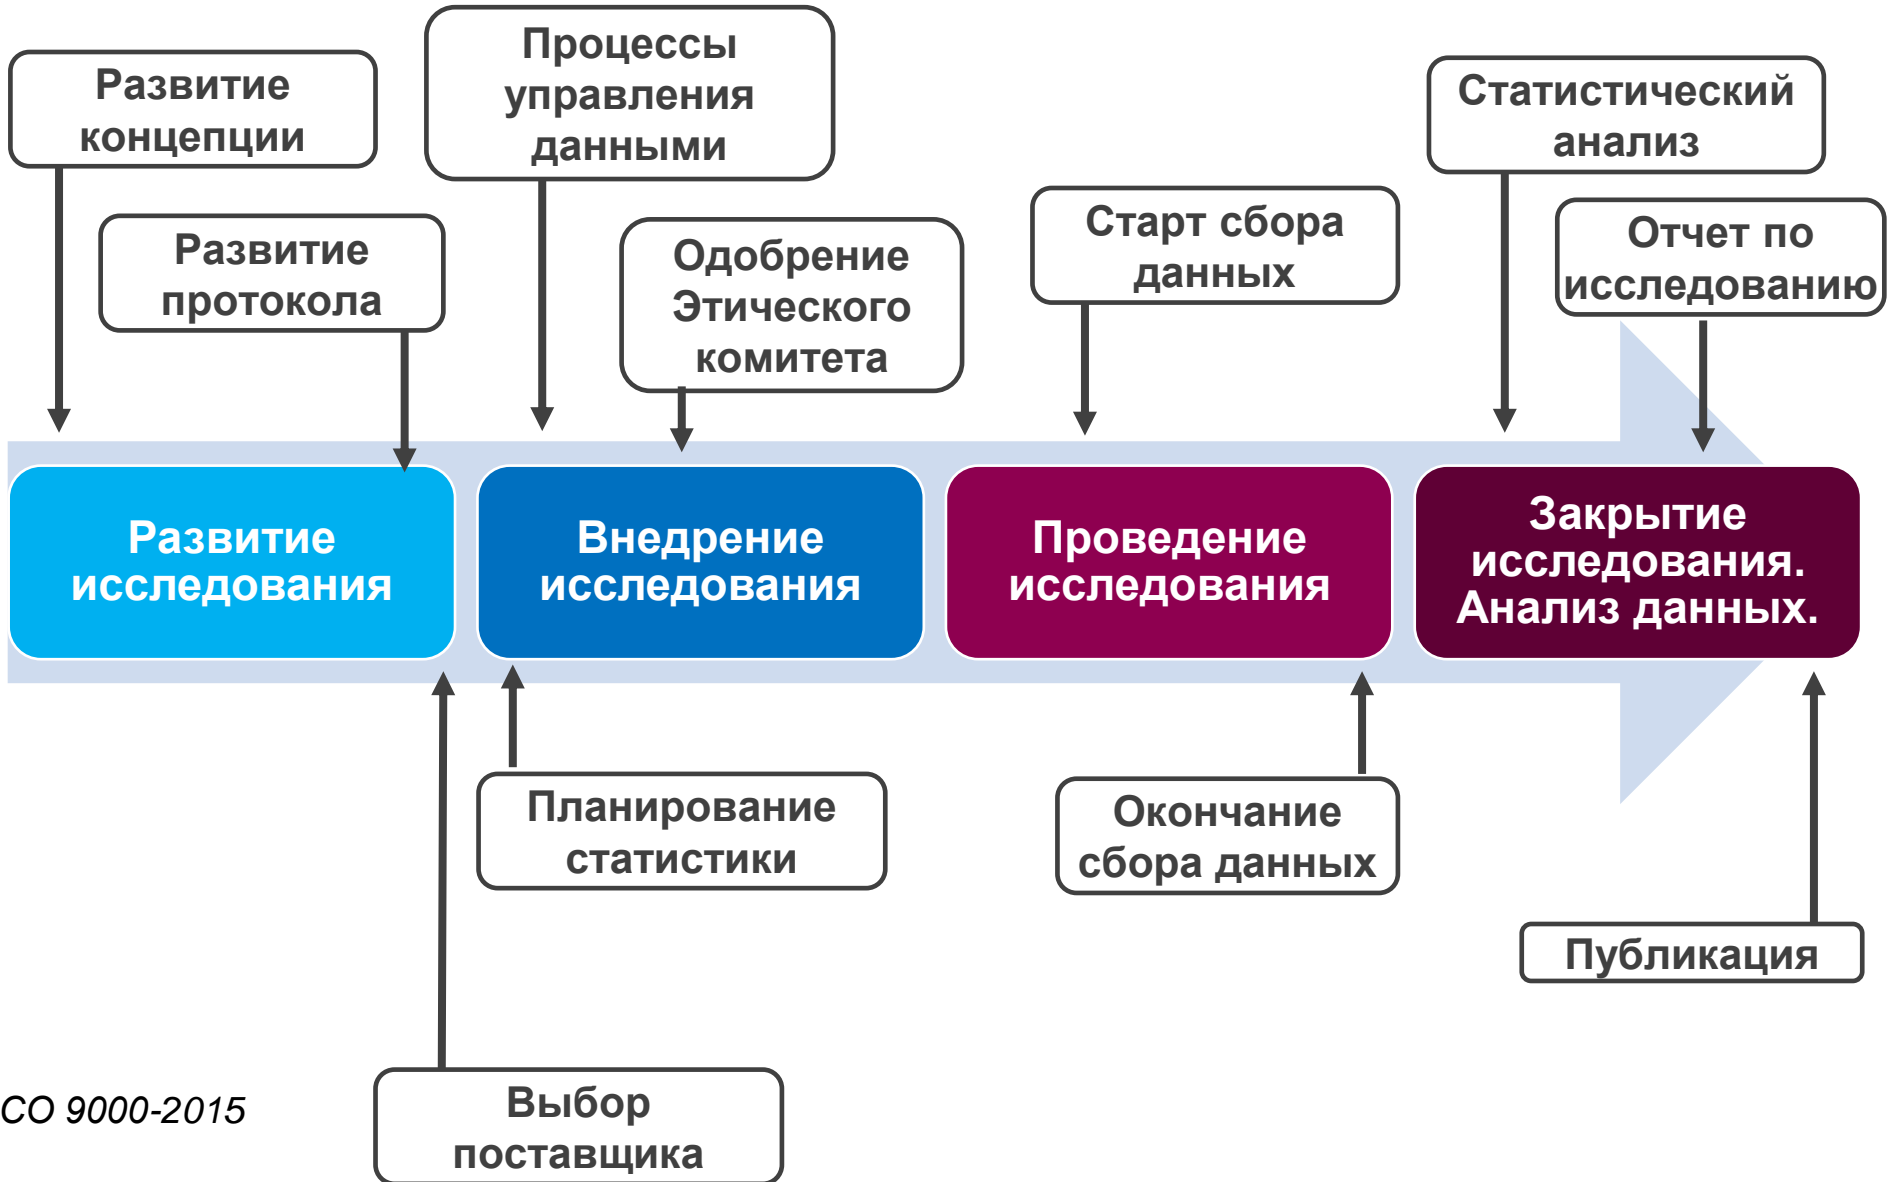 Процессы
управления
данными
Развитие
концепции
Статистический
анализ
Развитие
протокола
Одобрение
Этического
комитета
Старт сбора
данных
Отчет по
исследованию
Развитие
исследования
Внедрение
исследования
Проведение
исследования
Закрытие
исследования.
Анализ данных.
Планирование
статистики
Окончание
сбора данных
Публикация
Выбор
поставщика
СО 9000-2015